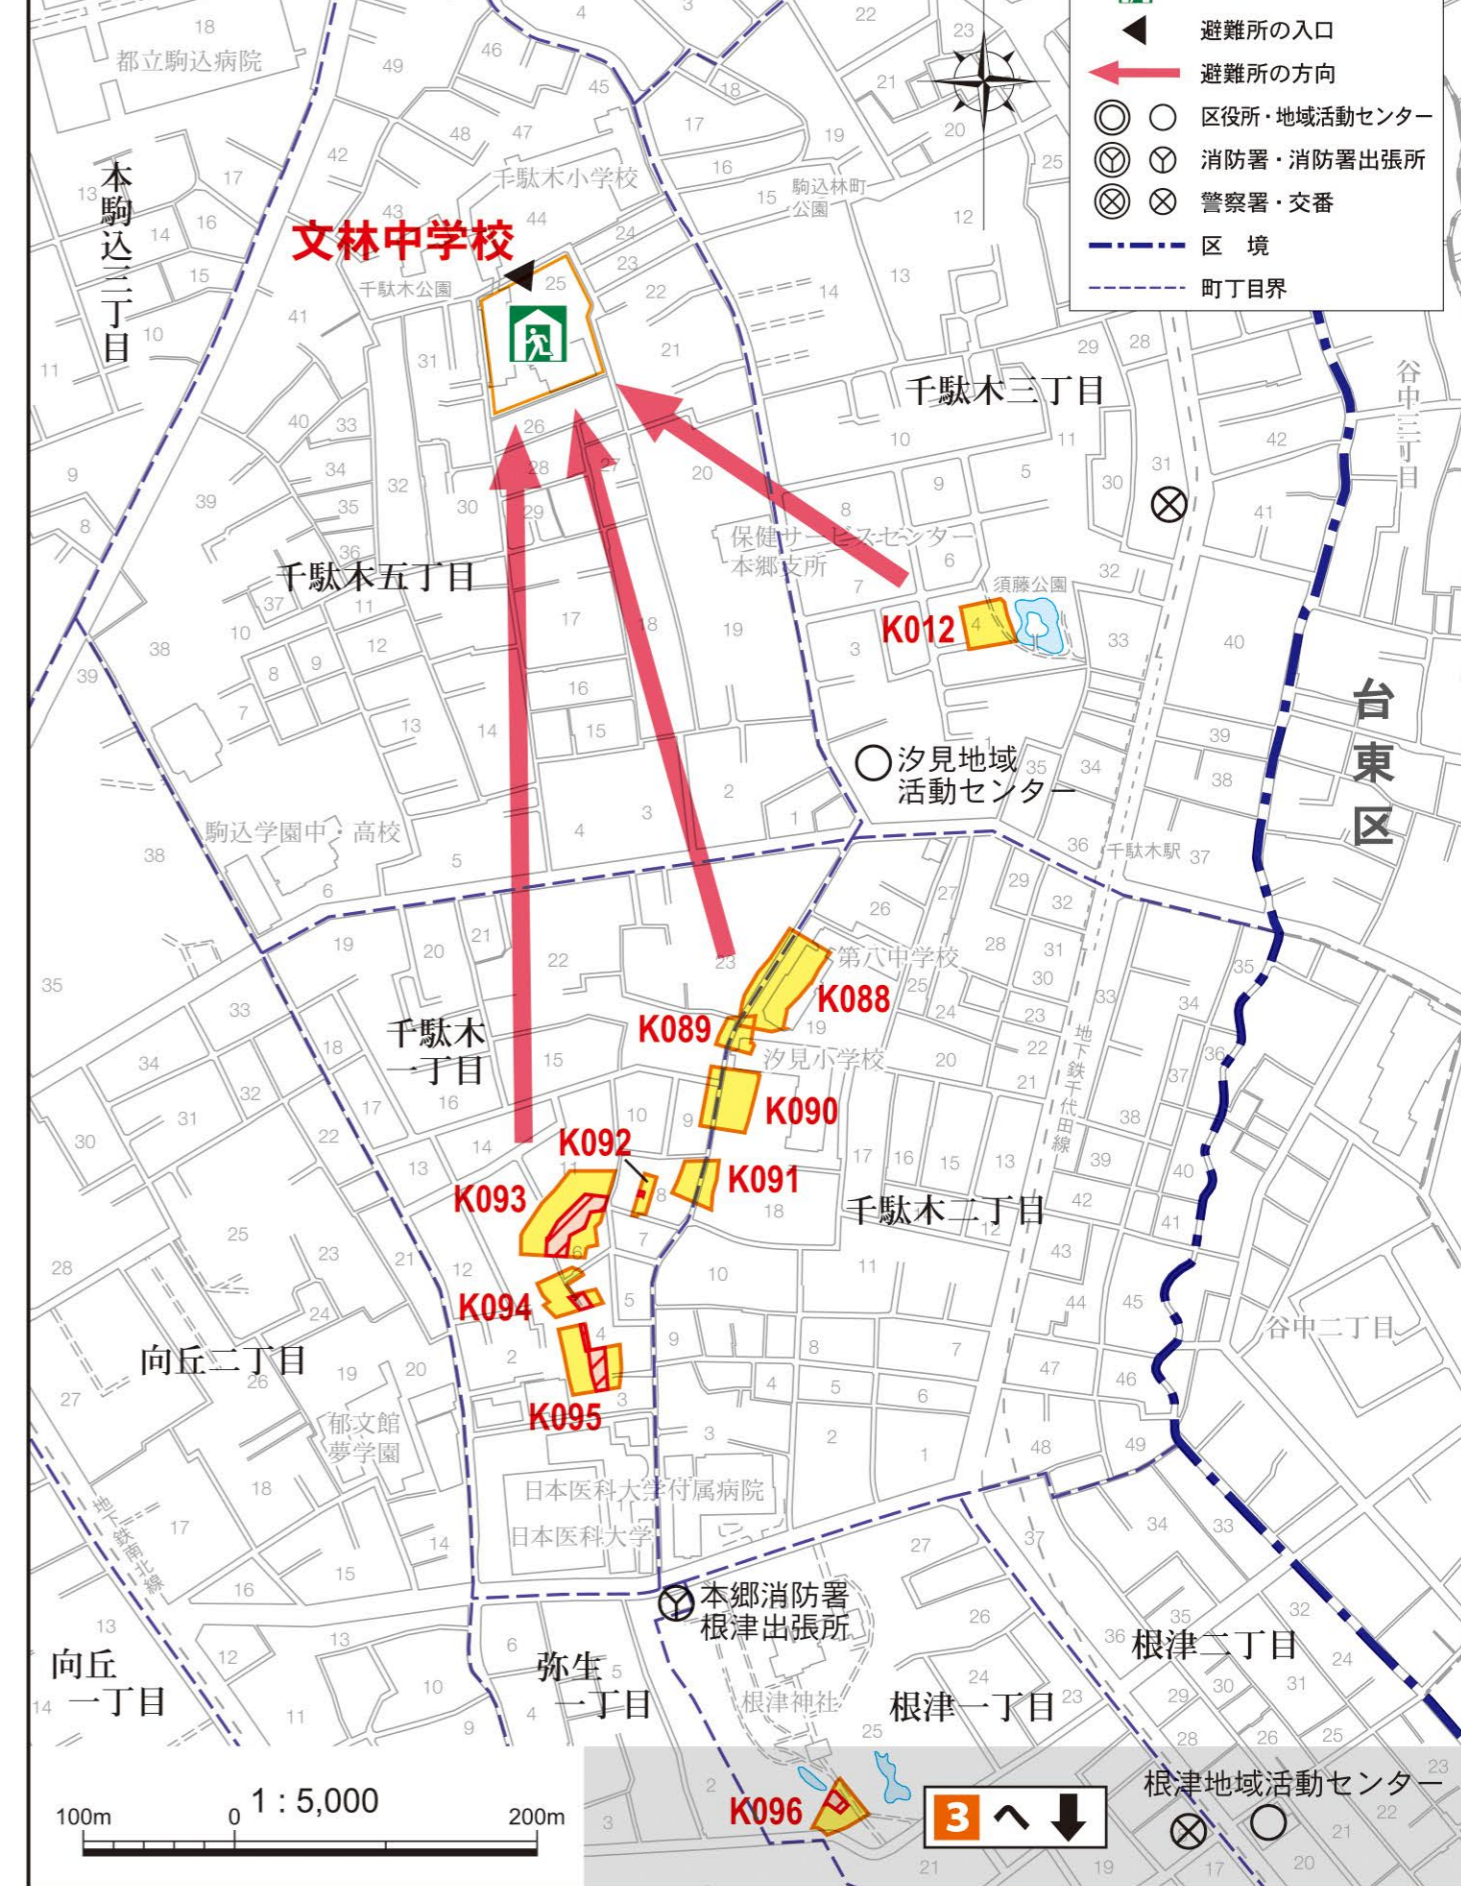 避難所の入口
避難所の方向
区役所・地域活動センター
消防署・消防署出張所
警察署・交番
区 境
町丁目界
都立駒込病院
本駒込三丁目
千駄木小学校
駒込林町
公園
文林中学校
千駄木公園
千駄木三丁目
谷中三丁目
保健サービスセンター
本郷支所
千駄木五丁目
須藤公園
K012
台東区
汐見地域
活動センター
駒込学園中・高校
千駄木駅
第八中学校
K088
K089
千駄木
一丁目
汐見小学校
地下鉄千代田線
K090
K092
K091
K093
千駄木二丁目
K094
谷中二丁目
向丘二丁目
K095
郁文館
夢学園
日本医科大学付属病院
日本医科大学
地下鉄南北線
本郷消防署
根津出張所
根津二丁目
向丘
一丁目
弥生
一丁目
根津神社
根津一丁目
根津地域活動センター
K096
3へ
1 : 5,000
100m 0 200m